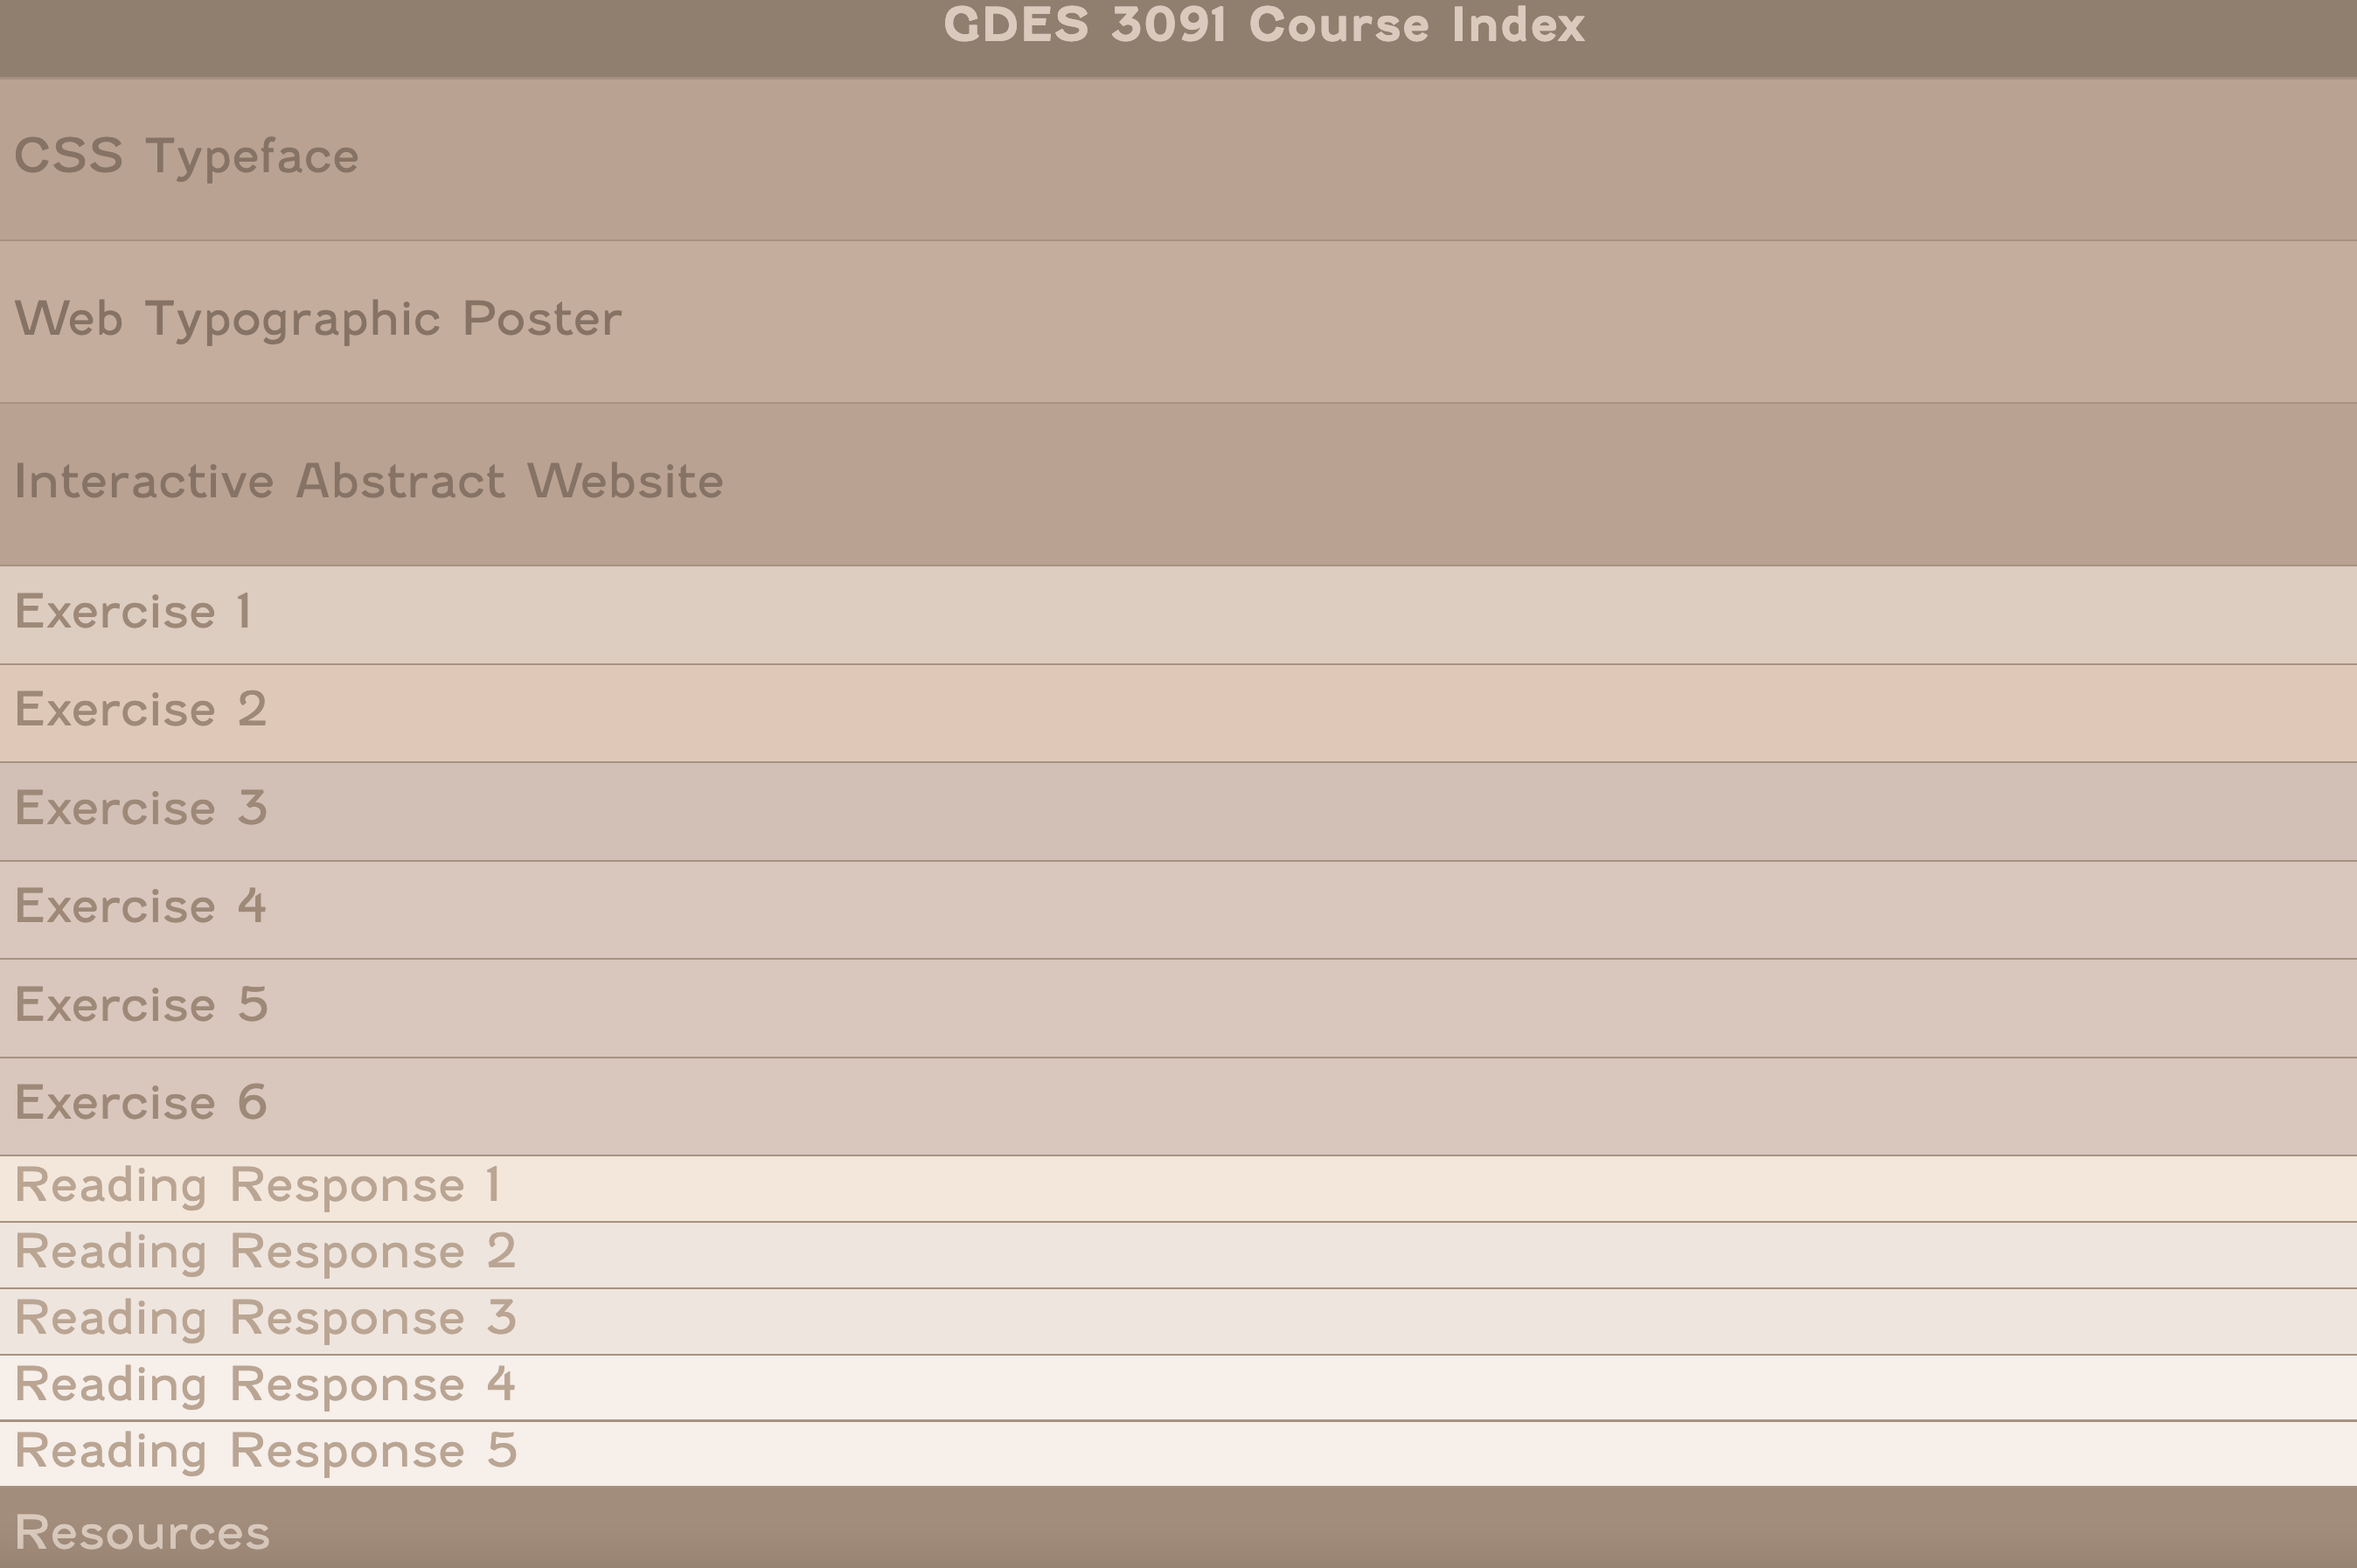 GDES 3091 Course Index
CSS Typeface
Web Typographic Poster
Interactive Abstract Website
Exercise 1
Exercise 2
Exercise 3
Exercise 4
Exercise 5
Exercise 6
Reading Response 1
Reading Response 2
Reading Response 3
Reading Response 4
Reading Response 5
Resources